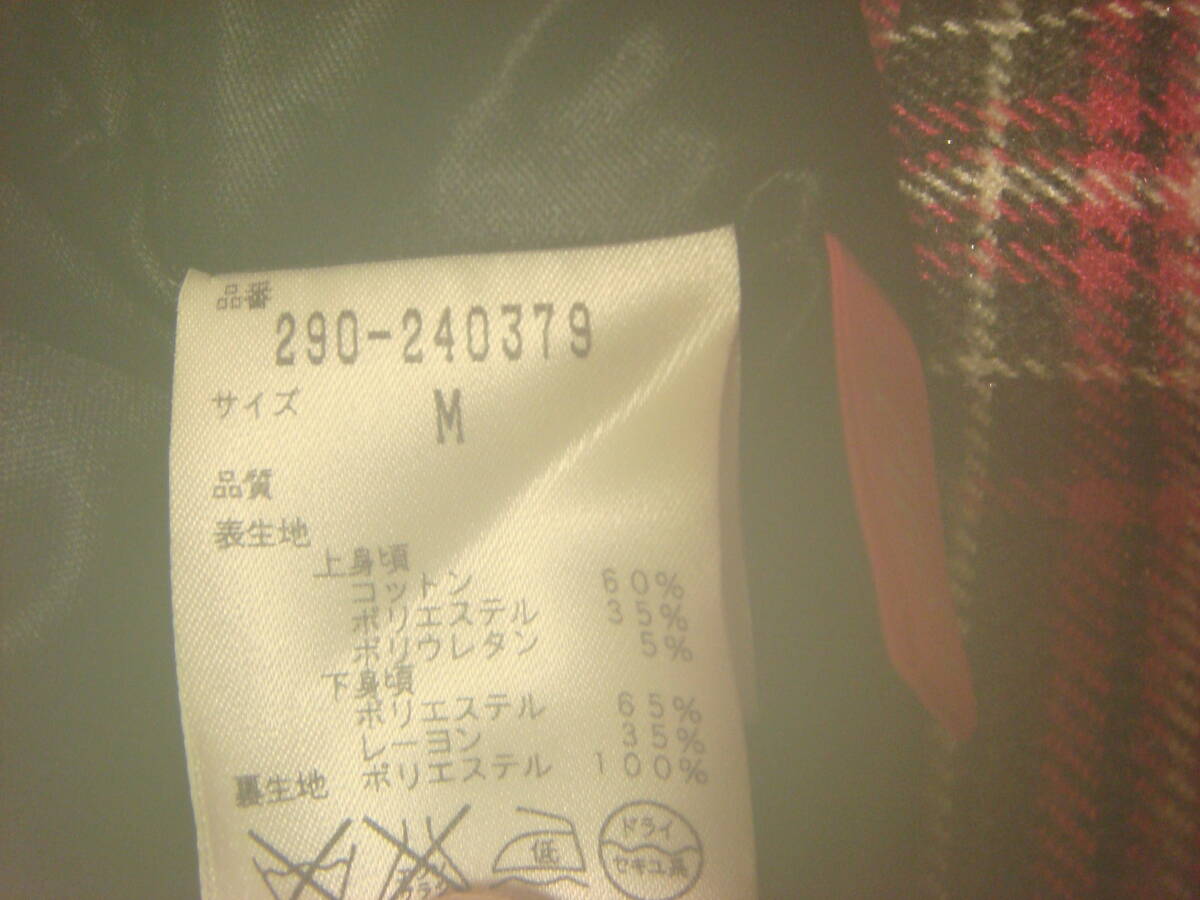 品番
290-240379
サイズ M
品質
表生地
上身頃
コットン 60%
ポリエステル 35%
ポリウレタン 5%
下身頃
ポリエステル 65%
レーヨン 35%
裏生地 ポリエステル 100%
低
ドライ
セキユ系